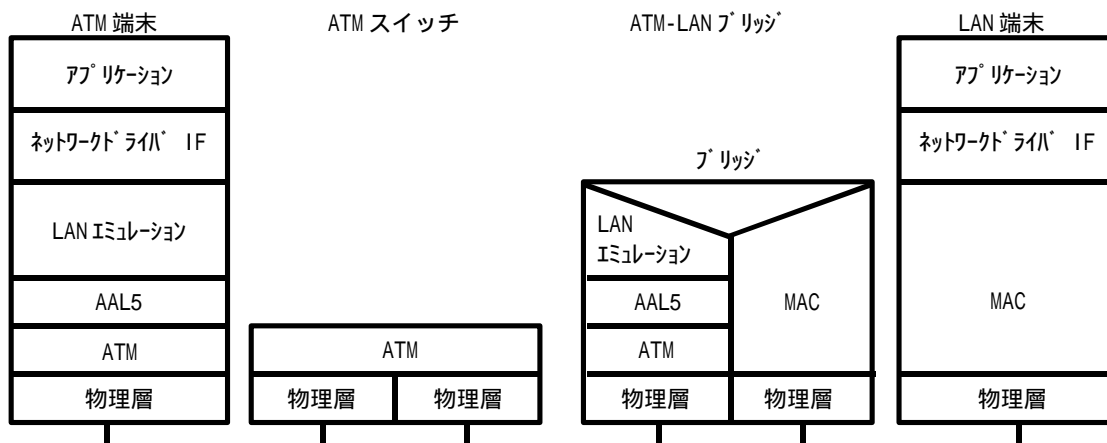 ATM 端末
ATM スイッチ
ATM-LAN ブリッジ
LAN 端末
アプリケーション
ネットワークドライバ IF
LAN エミュレーション
AAL5
ATM
物理層
ATM
物理層
物理層
ブリッジ
LAN
エミュレーション
AAL5
ATM
MAC
物理層
物理層
アプリケーション
ネットワークドライバ IF
MAC
物理層